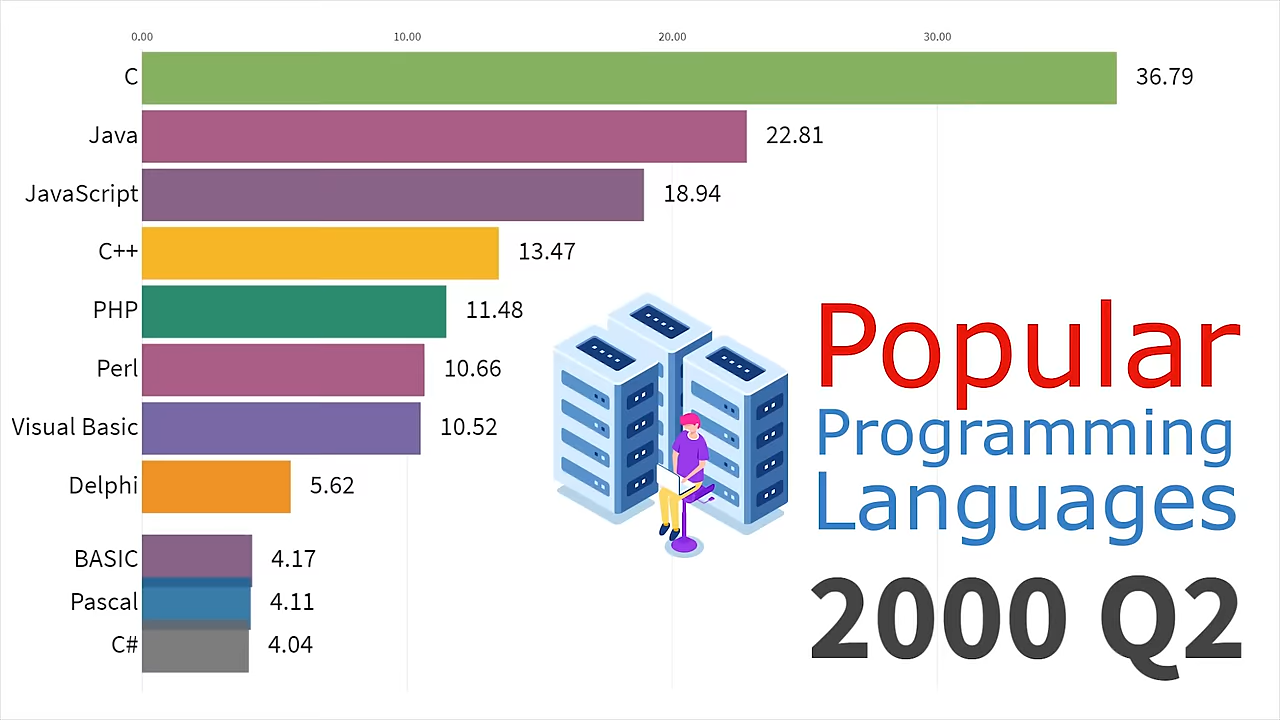 0.00 10.00 20.00 30.00
C 36.79
Java 22.81
JavaScript 18.94
C++ 13.47
PHP 11.48
Perl 10.66
Visual Basic 10.52
Delphi 5.62
BASIC 4.17
Pascal 4.11
C# 4.04
Popular
Programming
Languages
2000 Q2